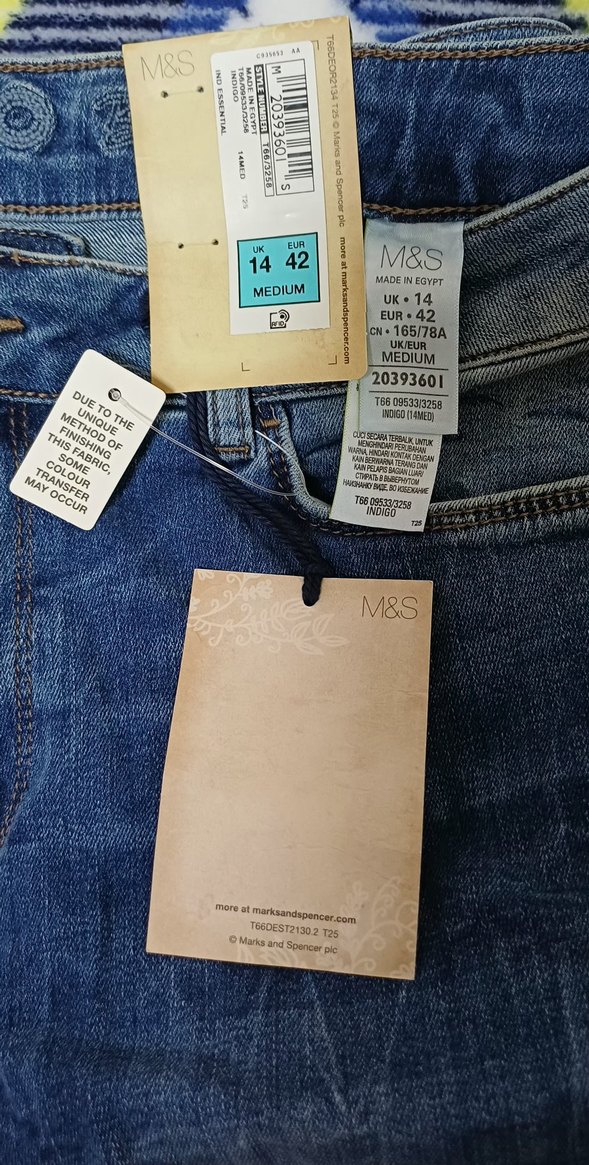 M&S
C935653 AA
M 20393601 S
STYLE NUMBER T66/3258
MADE IN EGYPT
T66/09533/3258
INDIGO
14MED T25
IND ESSENTIAL
UK EUR
14 42
MEDIUM
RFID
T66DEOR2134 T25 © Marks and Spencer plc more at marksandspencer.com
M&S
MADE IN EGYPT
UK • 14
EUR • 42
CN • 165/78A
UK/EUR
MEDIUM
20393601
T66 09533/3258
INDIGO (14MED)
CUCI SECARA TERBALIK, UNTUK
MENGHINDARI PERUBAHAN
WARNA, HINDARI KONTAK DENGAN
KAIN BERWARNA TERANG DAN
KAIN PELAPIS BAGIAN LUAR/
СТИРАТЬ В ВЫВЕРНУТОМ
НАИЗНАНКУ ВИДЕ. ВО ИЗБЕЖАНИЕ
T66 09533/3258
INDIGO
T25
DUE TO THE
UNIQUE
METHOD OF
FINISHING
THIS FABRIC,
SOME
COLOUR
TRANSFER
MAY OCCUR
M&S
more at marksandspencer.com
T66DEST2130.2 T25
© Marks and Spencer plc